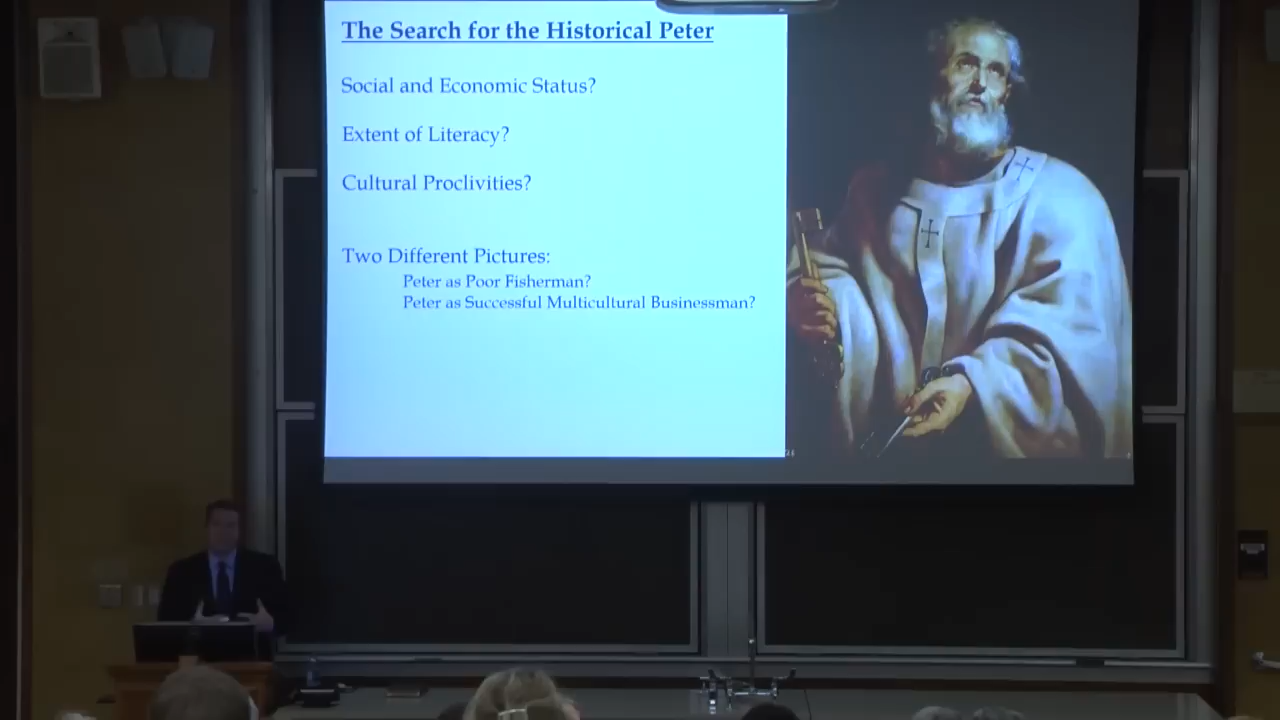 The Search for the Historical Peter
Social and Economic Status?
Extent of Literacy?
Cultural Proclivities?
Two Different Pictures:
Peter as Poor Fisherman?
Peter as Successful Multicultural Businessman?